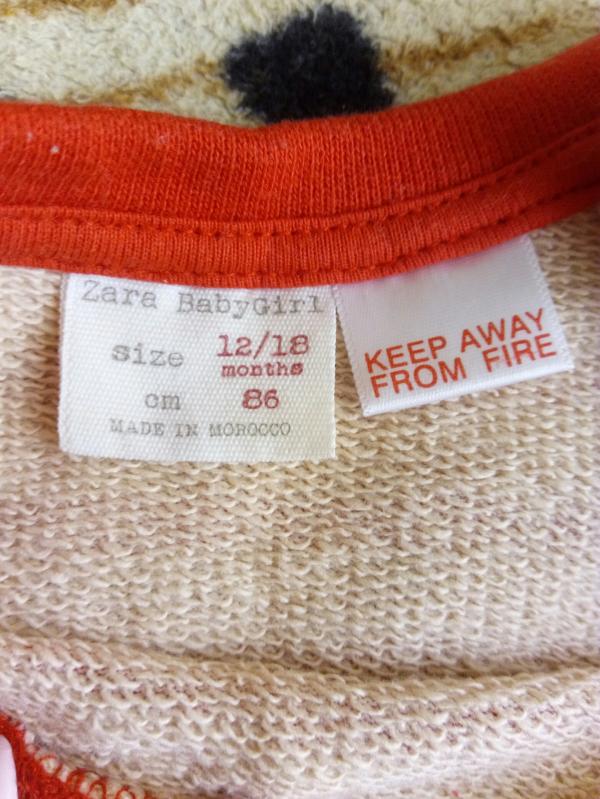 Zara BabyGirl
size 12/18
months
cm 86
MADE IN MOROCCO
KEEP AWAY
FROM FIRE